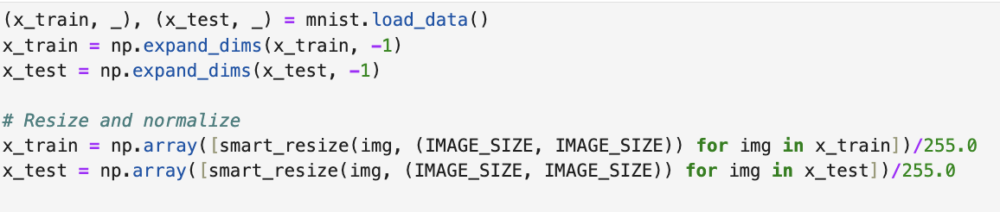 (x_train, _), (x_test, _) = mnist.load_data()
x_train = np.expand_dims(x_train, -1)
x_test = np.expand_dims(x_test, -1)
# Resize and normalize
x_train = np.array([smart_resize(img, (IMAGE_SIZE, IMAGE_SIZE)) for img in x_train])/255.0
x_test = np.array([smart_resize(img, (IMAGE_SIZE, IMAGE_SIZE)) for img in x_test])/255.0